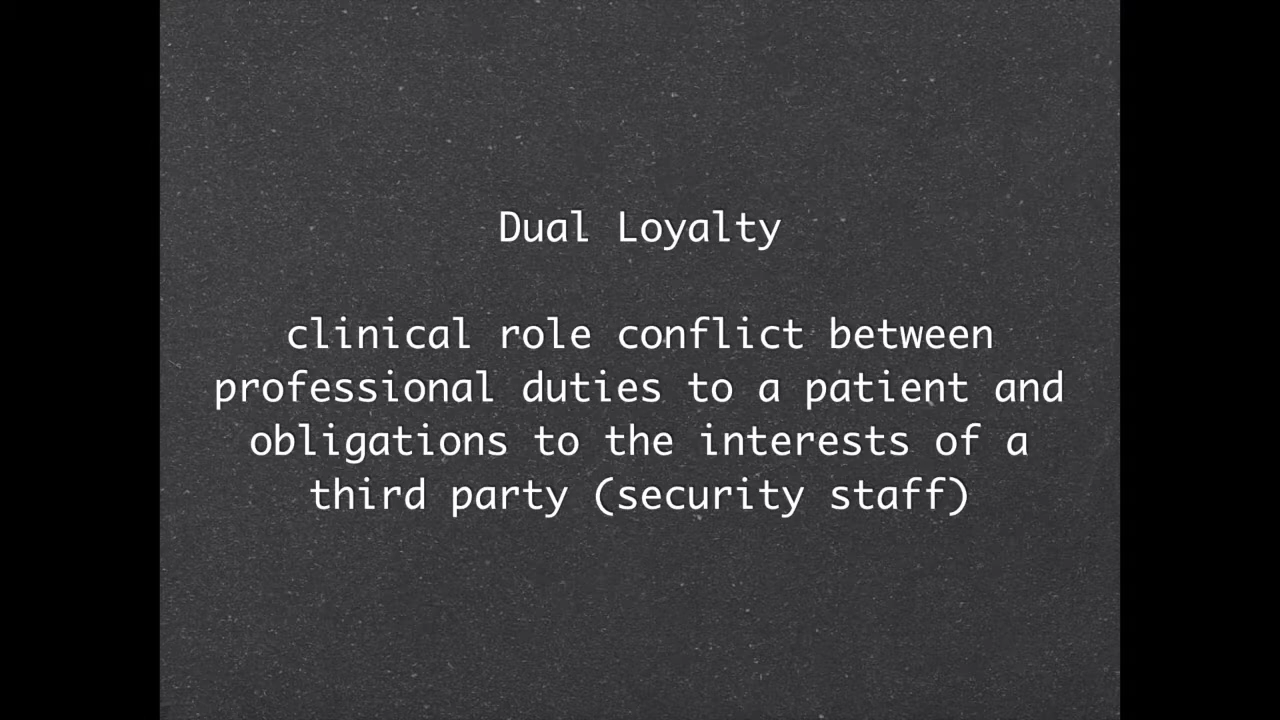 Dual Loyalty
clinical role conflict between
professional duties to a patient and
obligations to the interests of a
third party (security staff)